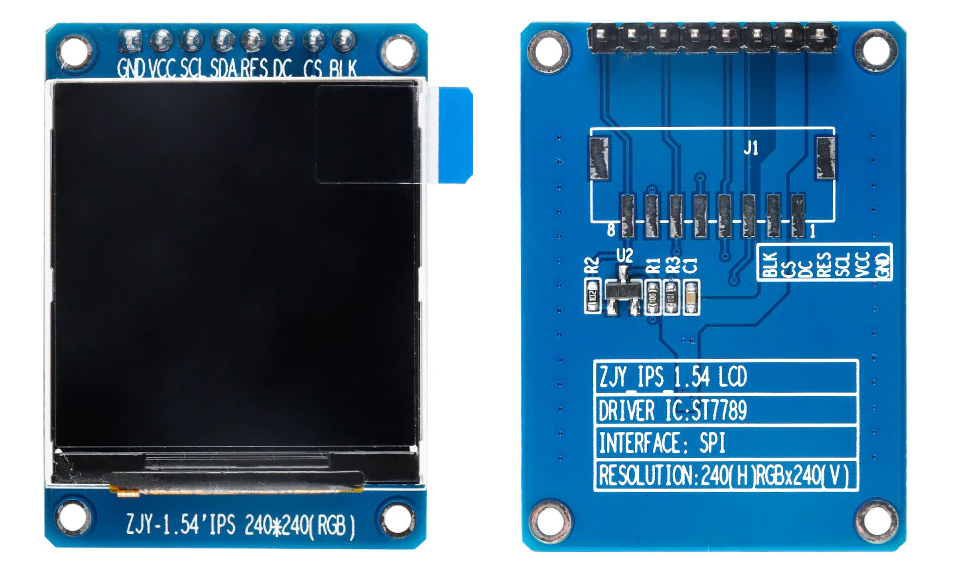 GND VCC SCL SDA RES DC CS BLK
ZJY-1.54'IPS 240*240(RGB)
J1
8 1
BLK
CS
DC
RES
SCL
VCC
GND
R2 U2 R1 R3 C1
102
ZJY_IPS_1.54 LCD
DRIVER IC:ST7789
INTERFACE: SPI
RESOLUTION:240(H)RGBx240(V)